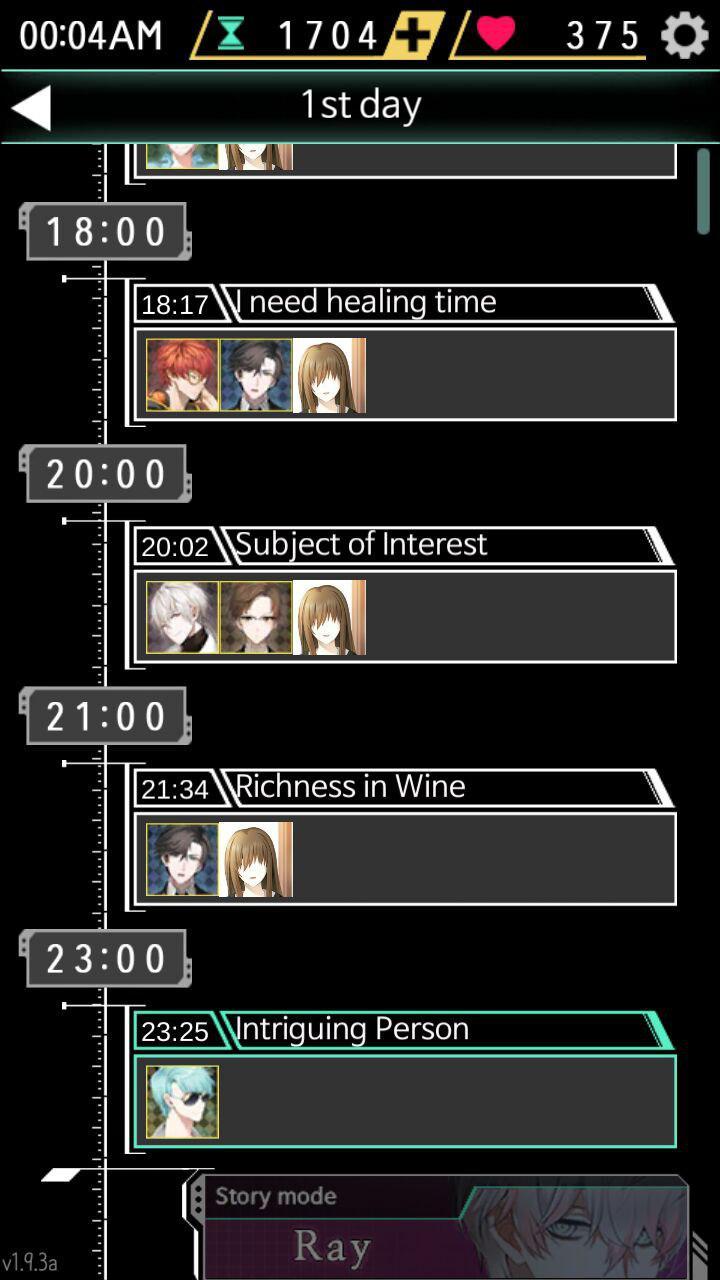 00:04AM 1704 375
1st day
18:00
18:17 I need healing time
20:00
20:02 Subject of Interest
21:00
21:34 Richness in Wine
23:00
23:25 Intriguing Person
Story mode
Ray
v1.9.3a